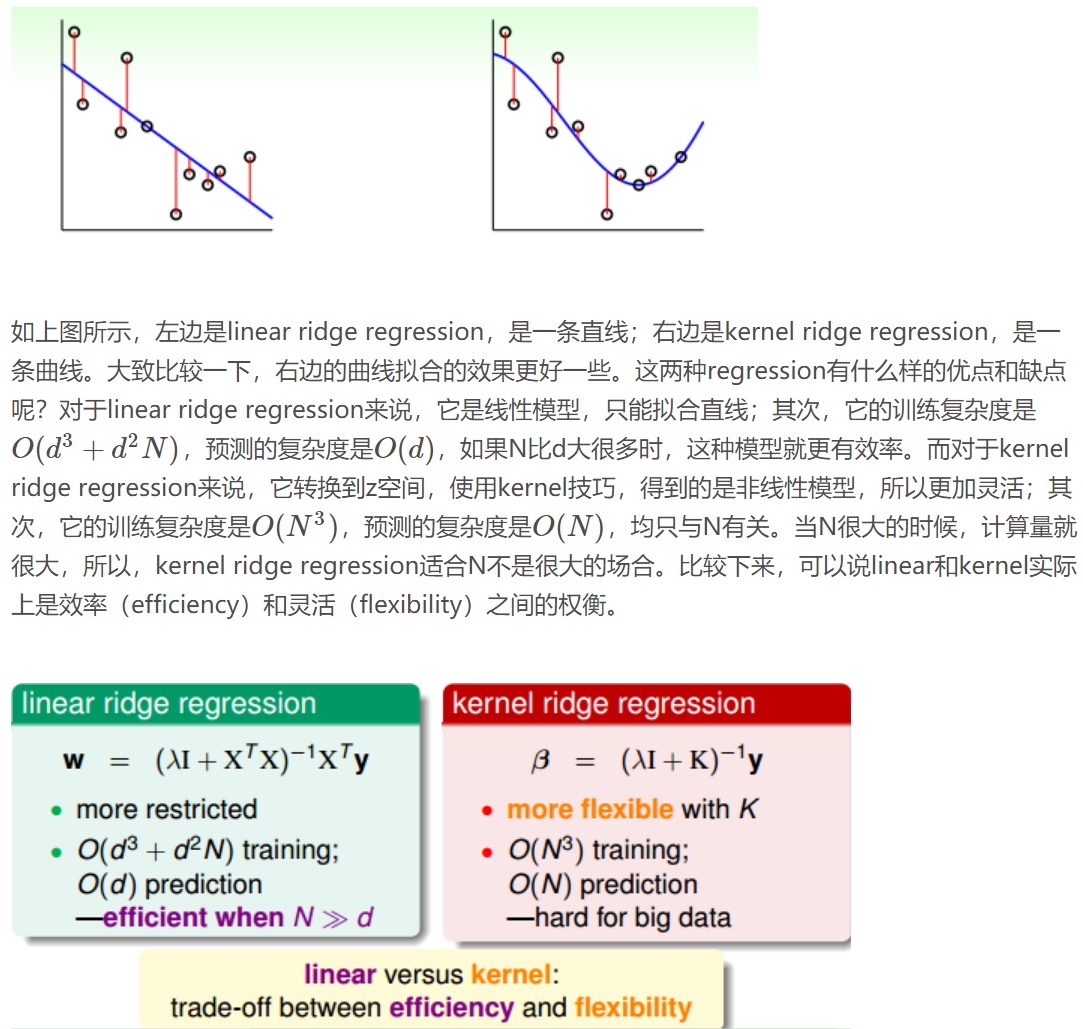 如上图所示，左边是linear ridge regression，是一条直线；右边是kernel ridge regression，是一
条曲线。大致比较一下，右边的曲线拟合的效果更好一些。这两种regression有什么样的优点和缺点
呢？对于linear ridge regression来说，它是线性模型，只能拟合直线；其次，它的训练复杂度是
O(d³ + d²N)，预测的复杂度是O(d)，如果N比d大很多时，这种模型就更有效率。而对于kernel
ridge regression来说，它转换到z空间，使用kernel技巧，得到的是非线性模型，所以更加灵活；其
次，它的训练复杂度是O(N³)，预测的复杂度是O(N)，均只与N有关。当N很大的时候，计算量就
很大，所以，kernel ridge regression适合N不是很大的场合。比较下来，可以说linear和kernel实际
上是效率（efficiency）和灵活（flexibility）之间的权衡。
linear ridge regression
w = (λI + XᵀX)⁻¹Xᵀy
• more restricted
• O(d³ + d²N) training;
O(d) prediction
—efficient when N ≫ d
kernel ridge regression
β = (λI + K)⁻¹y
• more flexible with K
• O(N³) training;
O(N) prediction
—hard for big data
linear versus kernel:
trade-off between efficiency and flexibility